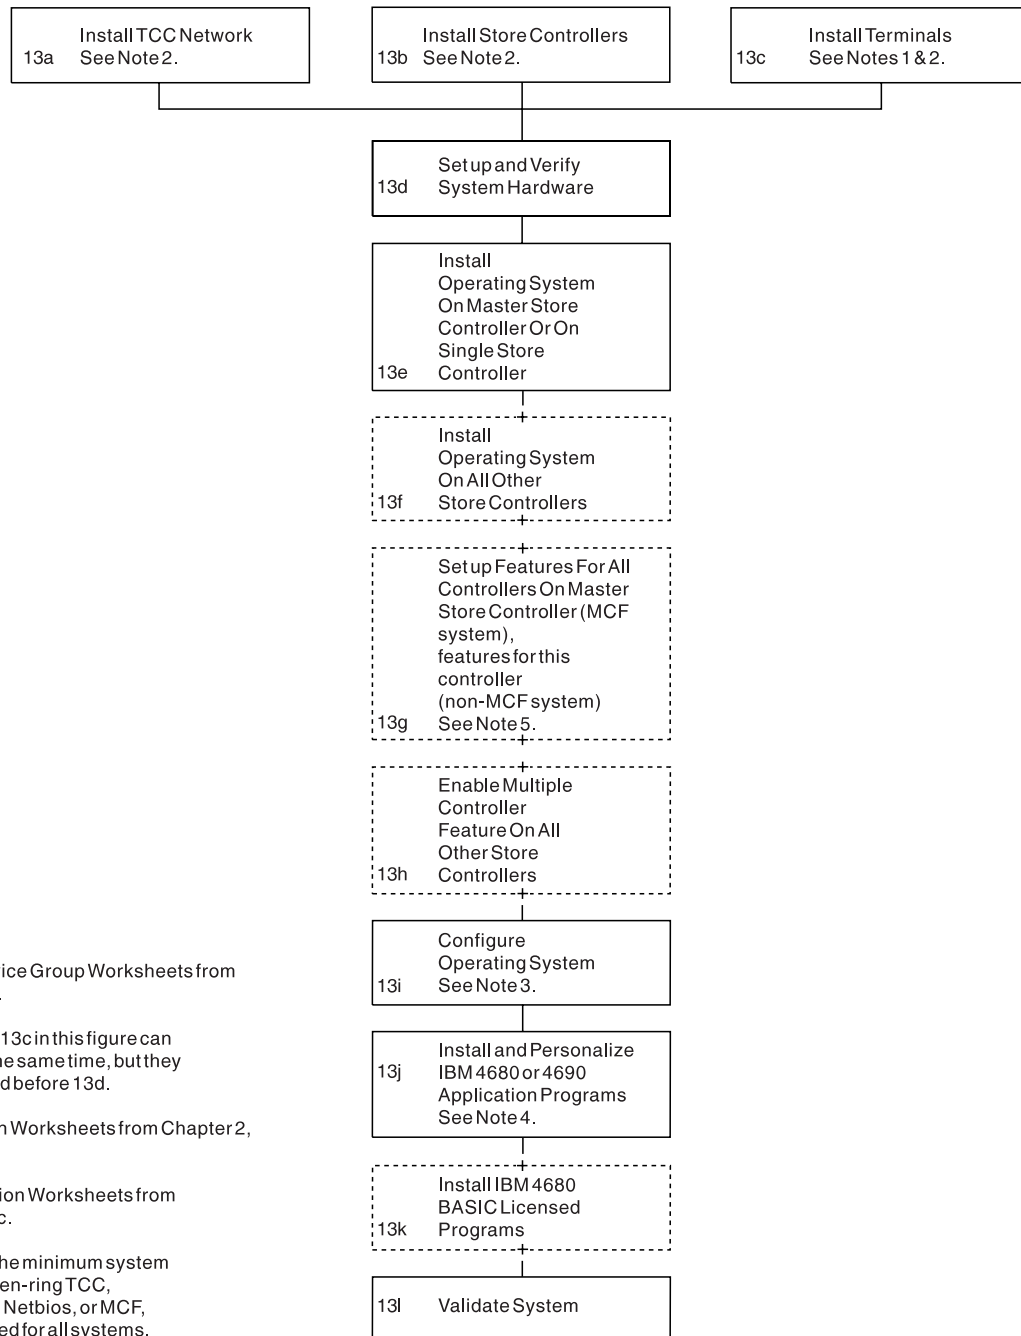 Install TCC Network
13a See Note 2.
Install Store Controllers
13b See Note 2.
Install Terminals
13c See Notes 1 & 2.
Set up and Verify
13d System Hardware
Install
Operating System
On Master Store
Controller Or On
Single Store
13e Controller
Install
Operating System
On All Other
13f Store Controllers
Set up Features For All
Controllers On Master
Store Controller (MCF
system),
features for this
controller
(non-MCF system)
13g See Note 5.
Enable Multiple
Controller
Feature On All
Other Store
13h Controllers
Configure
Operating System
13i See Note 3.
Install and Personalize
13j IBM 4680 or 4690
Application Programs
See Note 4.
Install IBM 4680
BASIC Licensed
13k Programs
13l Validate System
Group Worksheets from
13c in this figure can
same time, but they
before 13d.
Worksheets from Chapter 2,
Worksheets from
c.
minimum system
TCC,
Netbios, or MCF,
for all systems.